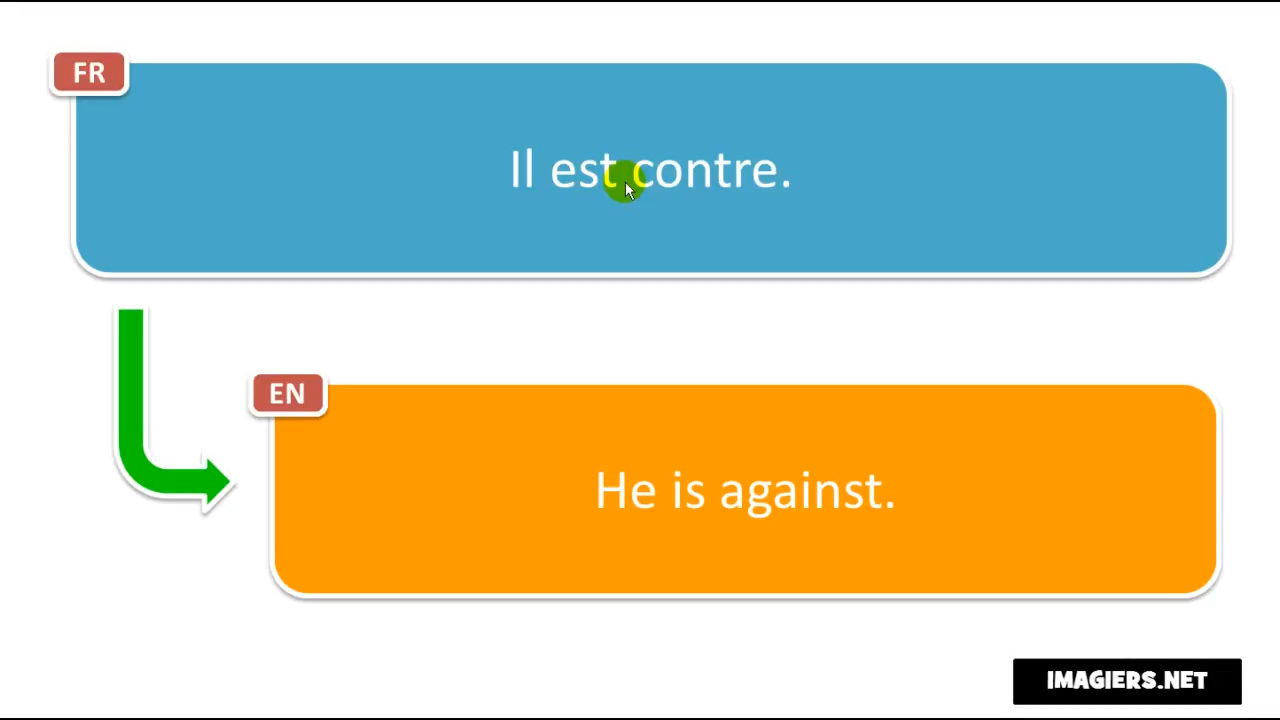 FR
Il est contre.
EN
He is against.
IMAGIERS.NET